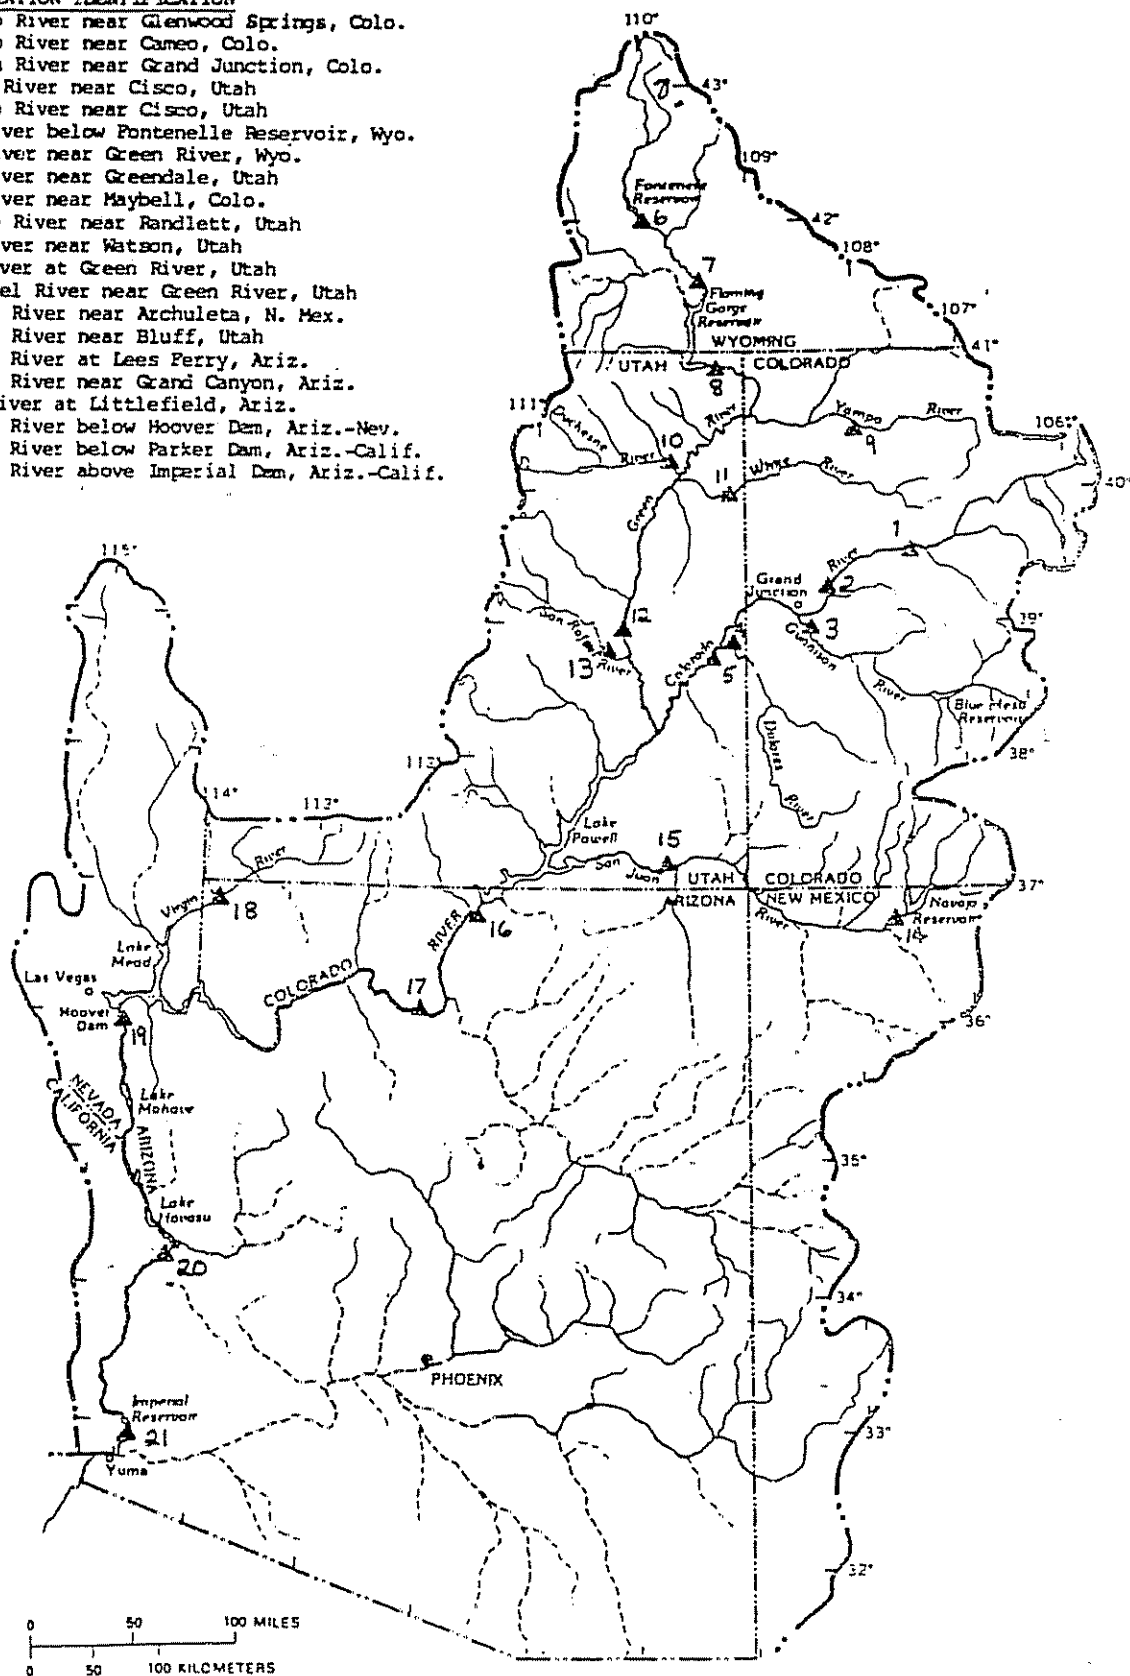 River near Glenwood Springs, Colo.
River near Cameo, Colo.
River near Grand Junction, Colo.
River near Cisco, Utah
River near Cisco, Utah
ver below Fontenelle Reservoir, Wyo.
ver near Green River, Wyo.
ver near Greendale, Utah
ver near Maybell, Colo.
River near Randlett, Utah
ver near Watson, Utah
ver at Green River, Utah
el River near Green River, Utah
River near Archuleta, N. Mex.
River near Bluff, Utah
River at Lees Ferry, Ariz.
River near Grand Canyon, Ariz.
iver at Littlefield, Ariz.
River below Hoover Dam, Ariz.-Nev.
River below Parker Dam, Ariz.-Calif.
River above Imperial Dam, Ariz.-Calif.
110°
43°
109°
Fontenelle
Reservoir
6
42°
108°
7
Flaming
Gorge
Reservoir
107°
WYOMING
41°
UTAH
COLORADO
8
111°
Duchesne
River
River
Yampa
River
9
106°
10
11
White
River
40°
Green
115°
1
River
2
Grand
Junction
3
39°
San Rafael
River
12
13
Colorado
5
Gunnison
River
Blue Mesa
Reservoir
38°
Dolores
River
113°
114°
113°
Lake
Powell
15
San
Juan
UTAH
COLORADO
37°
ARIZONA
NEW MEXICO
River
Navajo
Reservoir
14
Virgin
River
18
RIVER
16
Lake
Mead
Las Vegas
COLORADO
17
Hoover
Dam
19
36°
NEVADA
CALIFORNIA
Lake
Mohave
ARIZONA
35°
Lake
Havasu
20
34°
PHOENIX
Imperial
Reservoir
21
33°
Yuma
32°
0 50 100 MILES
0 50 100 KILOMETERS